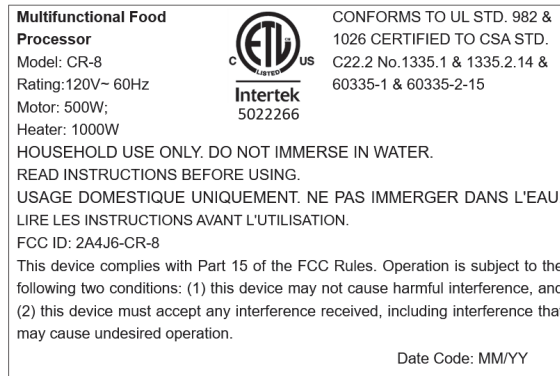 Multifunctional Food
Processor
Model: CR-8
Rating:120V~ 60Hz
Motor: 500W;
Heater: 1000W
C ETL CM US
LISTED
Intertek
5022266
CONFORMS TO UL STD. 982 &
1026 CERTIFIED TO CSA STD.
C22.2 No.1335.1 & 1335.2.14 &
60335-1 & 60335-2-15
HOUSEHOLD USE ONLY. DO NOT IMMERSE IN WATER.
READ INSTRUCTIONS BEFORE USING.
USAGE DOMESTIQUE UNIQUEMENT. NE PAS IMMERGER DANS L'EAU
LIRE LES INSTRUCTIONS AVANT L'UTILISATION.
FCC ID: 2A4J6-CR-8
This device complies with Part 15 of the FCC Rules. Operation is subject to the
following two conditions: (1) this device may not cause harmful interference, and
(2) this device must accept any interference received, including interference that
may cause undesired operation.
Date Code: MM/YY